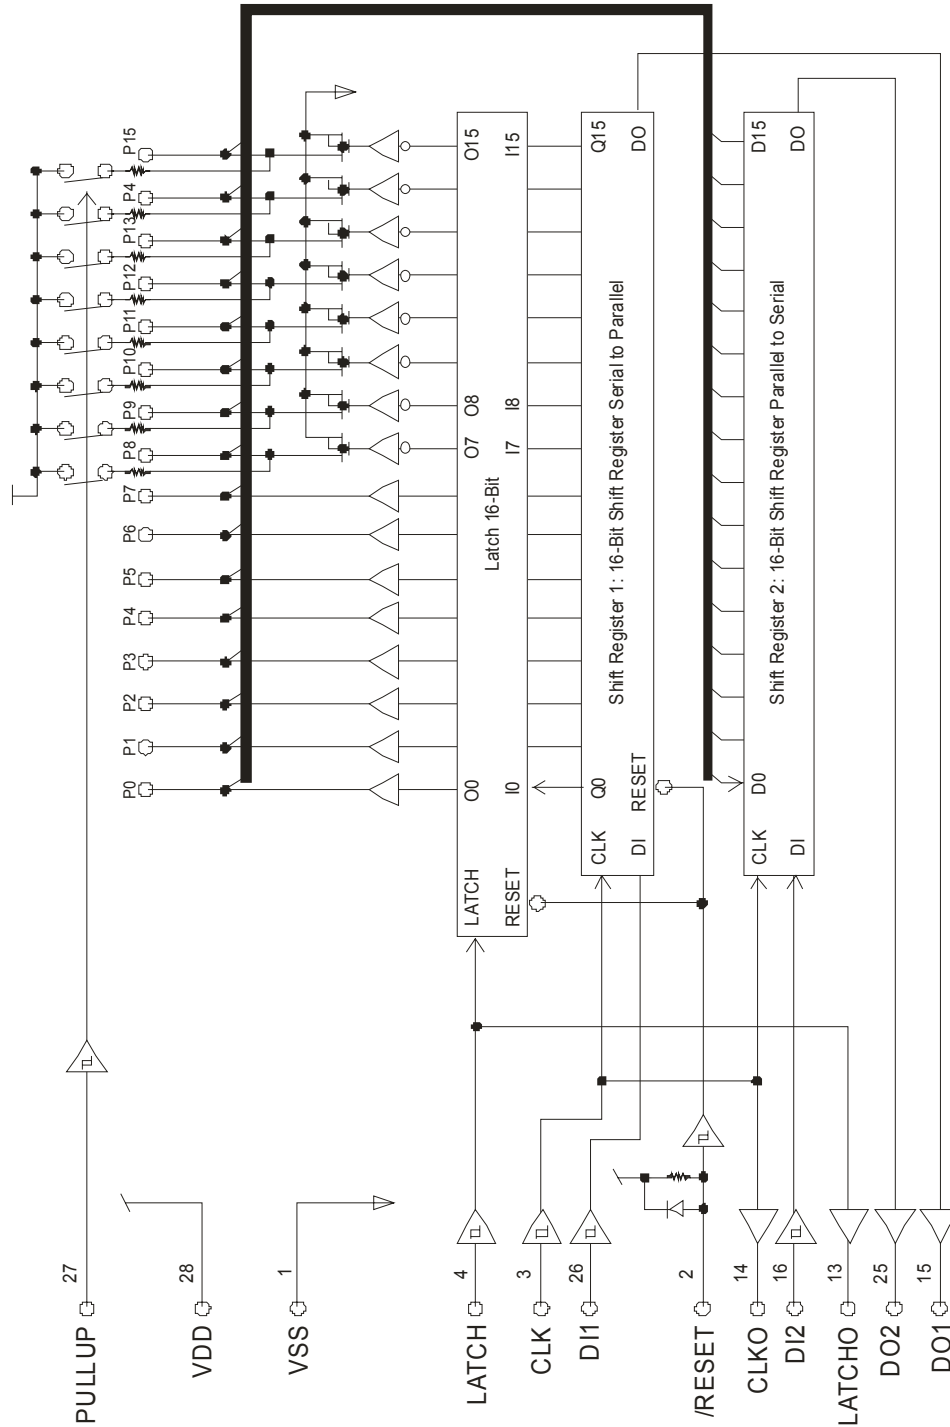 PULLUP
27
VDD
28
VSS
1
LATCH
4
CLK
3
DI1
26
/RESET
2
CLKO
14
DI2
16
LATCHO
13
DO2
25
DO1
15
P0
P1
P2
P3
P4
P5
P6
P7
P8
P9
P10
P11
P12
P13
P4
P15
LATCH
O0
O7
O8
O15
Latch 16-Bit
RESET
I0
I7
I8
I15
CLK
Q0
Q15
Shift Register 1: 16-Bit Shift Register Serial to Parallel
DI
RESET
DO
CLK
D0
D15
Shift Register 2: 16-Bit Shift Register Parallel to Serial
DI
DO